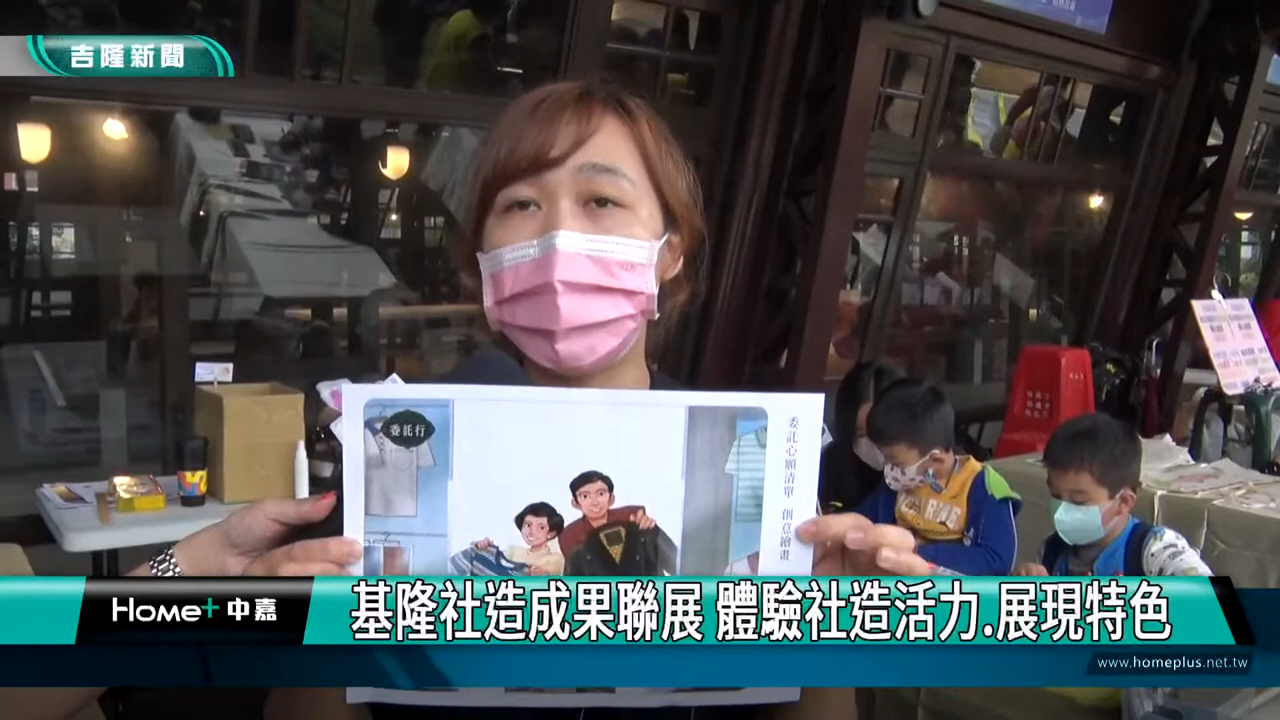 吉隆新聞
委託行
委託心願清單 創意繪畫
Home+中嘉
基隆社造成果聯展 體驗社造活力.展現特色
www.homeplus.net.tw